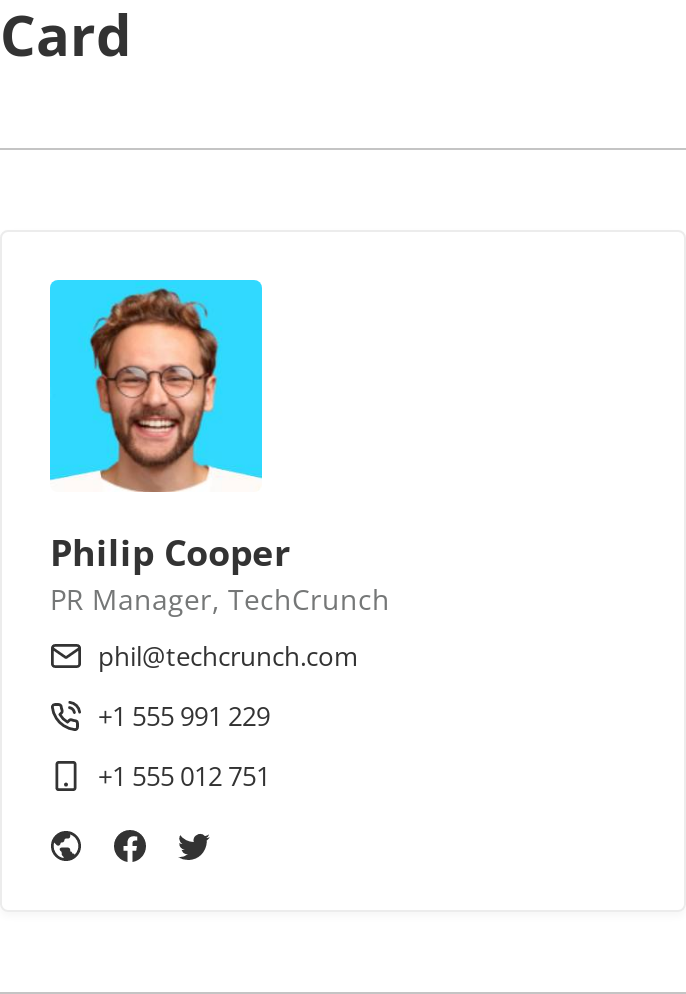 Card
Philip Cooper
PR Manager, TechCrunch
phil@techcrunch.com
+1 555 991 229
+1 555 012 751